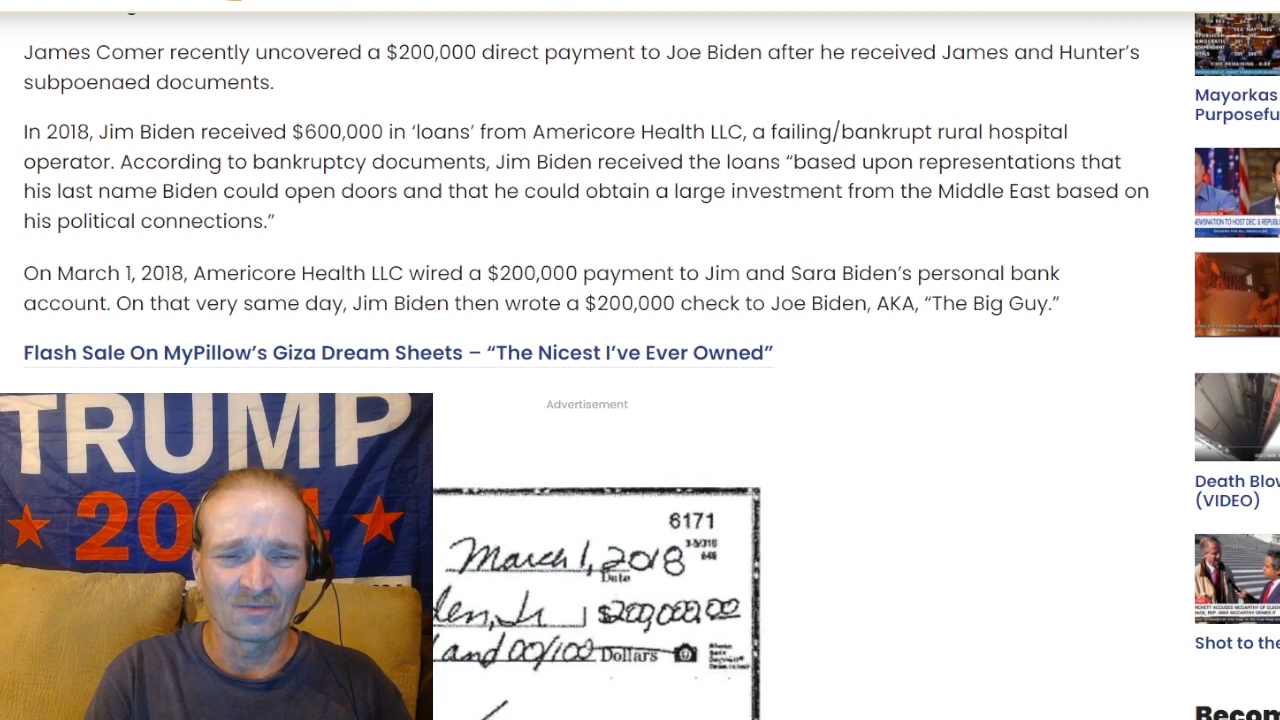 James Comer recently uncovered a $200,000 direct payment to Joe Biden after he received James and Hunter's
subpoenaed documents.
In 2018, Jim Biden received $600,000 in ‘loans’ from Americore Health LLC, a failing/bankrupt rural hospital
operator. According to bankruptcy documents, Jim Biden received the loans “based upon representations that
his last name Biden could open doors and that he could obtain a large investment from the Middle East based on
his political connections.”
On March 1, 2018, Americore Health LLC wired a $200,000 payment to Jim and Sara Biden’s personal bank
account. On that very same day, Jim Biden then wrote a $200,000 check to Joe Biden, AKA, “The Big Guy.”
Flash Sale On MyPillow’s Giza Dream Sheets – “The Nicest I’ve Ever Owned”
Advertisement
TRUMP
20
6171
March 1, 2018
Date
$200,000.00
and 00/100 Dollars
Mayorkas
Purposefu
Death Blow
(VIDEO)
Shot to the
Becom